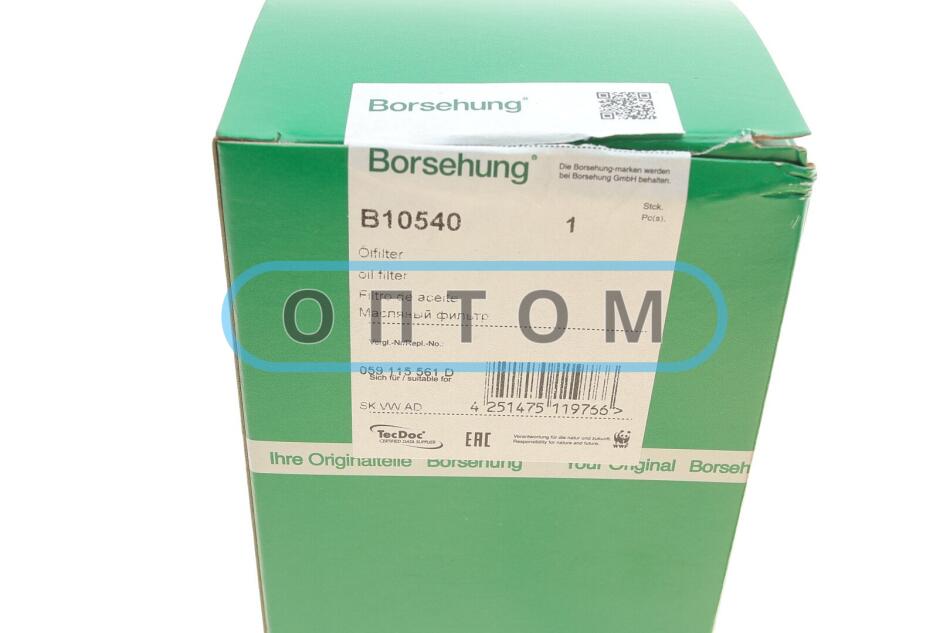 Borsehung®
Borsehung®
Die Borsehung-marken werden
bei Borsehung GmbH behalten.
B10540
1
Stck.
Pc(s).
Ölfilter
oil filter
Filtro de aceite
Масляный фильтр
ОПТОМ
Vergl.-Nr/Repl.-No.:
059 115 561 D
Sich für / suitable for
SK VW AD
4 251475 119766 >
TecDoc®
CERTIFIED DATA SUPPLIER
EAC
Verantwortung für die natur und zukunft.
Responsibility for nature and future.
WWF
Ihre Originalteile Borsehung Your Original Borseh